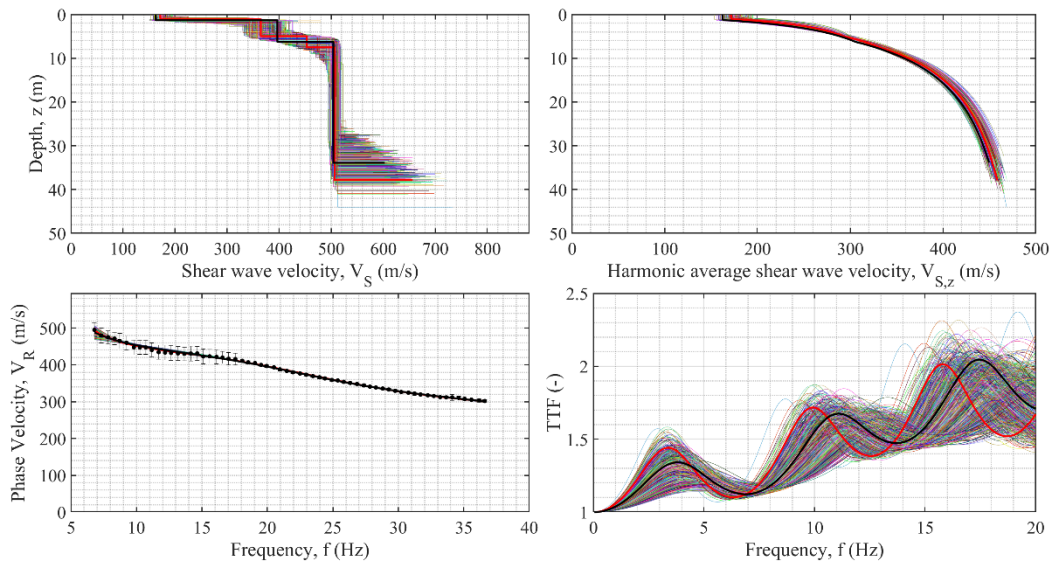 0
10
20
30
40
50
Depth, z (m)
0 100 200 300 400 500 600 700 800
Shear wave velocity, V_S (m/s)
0
10
20
30
40
50
0 100 200 300 400 500
Harmonic average shear wave velocity, V_S,z (m/s)
500
400
300
200
100
0
Phase Velocity, V_R (m/s)
5 10 15 20 25 30 35 40
Frequency, f (Hz)
2.5
2
1.5
1
TTF (-)
0 5 10 15 20
Frequency, f (Hz)